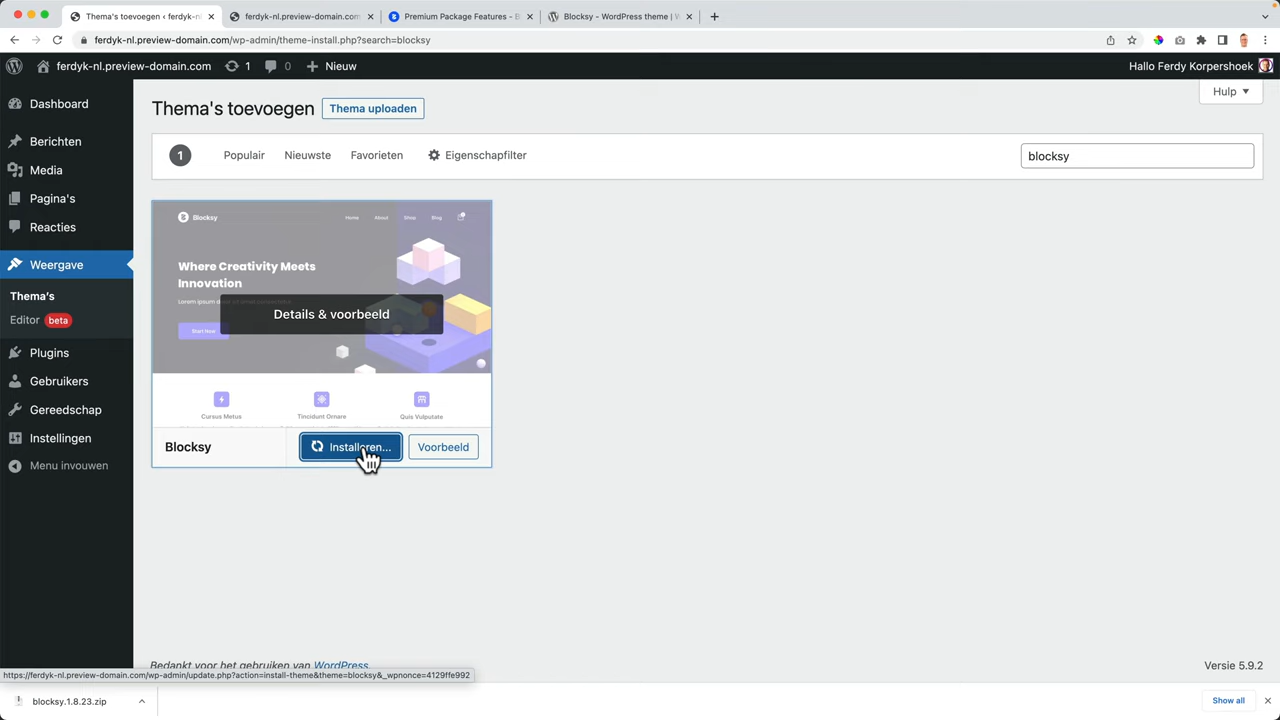 Thema's toevoegen ‹ ferdyk-nl
ferdyk-nl.preview-domain.com
Premium Package Features - B
Blocksy - WordPress theme | W
ferdyk-nl.preview-domain.com/wp-admin/theme-install.php?search=blocksy
ferdyk-nl.preview-domain.com
1
0
Nieuw
Hallo Ferdy Korpershoek
Dashboard
Berichten
Media
Pagina's
Reacties
Weergave
Thema's
Editor beta
Plugins
Gebruikers
Gereedschap
Instellingen
Menu invouwen
Thema's toevoegen
Thema uploaden
Hulp ▼
1
Populair
Nieuwste
Favorieten
Eigenschapfilter
blocksy
Blocksy
Home
About
Shop
Blog
Where Creativity Meets
Innovation
Lorem ipsum
Details & voorbeeld
Start Now
Cursus Metus
Tincidunt Ornare
Quis Vulputate
Blocksy
Installeren...
Voorbeeld
Bedankt voor het gebruiken van WordPress.
Versie 5.9.2
https://ferdyk-nl.preview-domain.com/wp-admin/update.php?action=install-theme&theme=blocksy&_wpnonce=4129ffe992
blocksy.1.8.23.zip
Show all